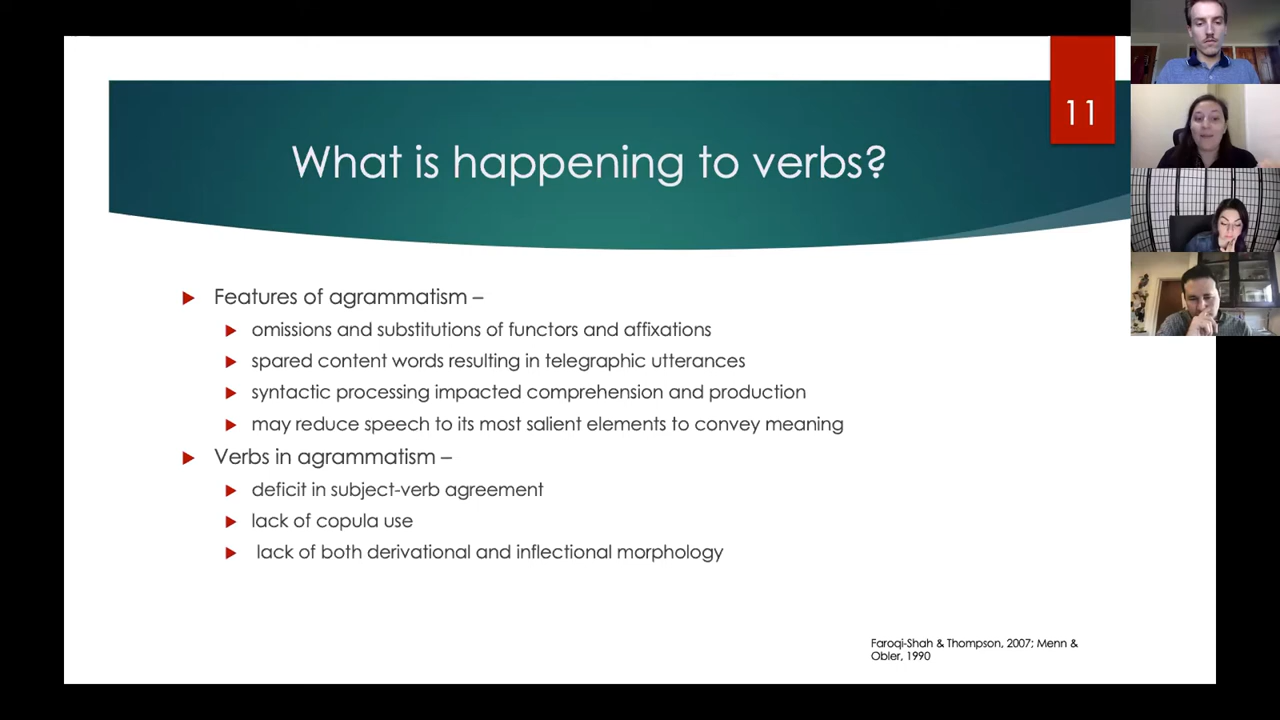 11
What is happening to verbs?
Features of agrammatism –
omissions and substitutions of functors and affixations
spared content words resulting in telegraphic utterances
syntactic processing impacted comprehension and production
may reduce speech to its most salient elements to convey meaning
Verbs in agrammatism –
deficit in subject-verb agreement
lack of copula use
lack of both derivational and inflectional morphology
Faroqi-Shah & Thompson, 2007; Menn &
Obler, 1990